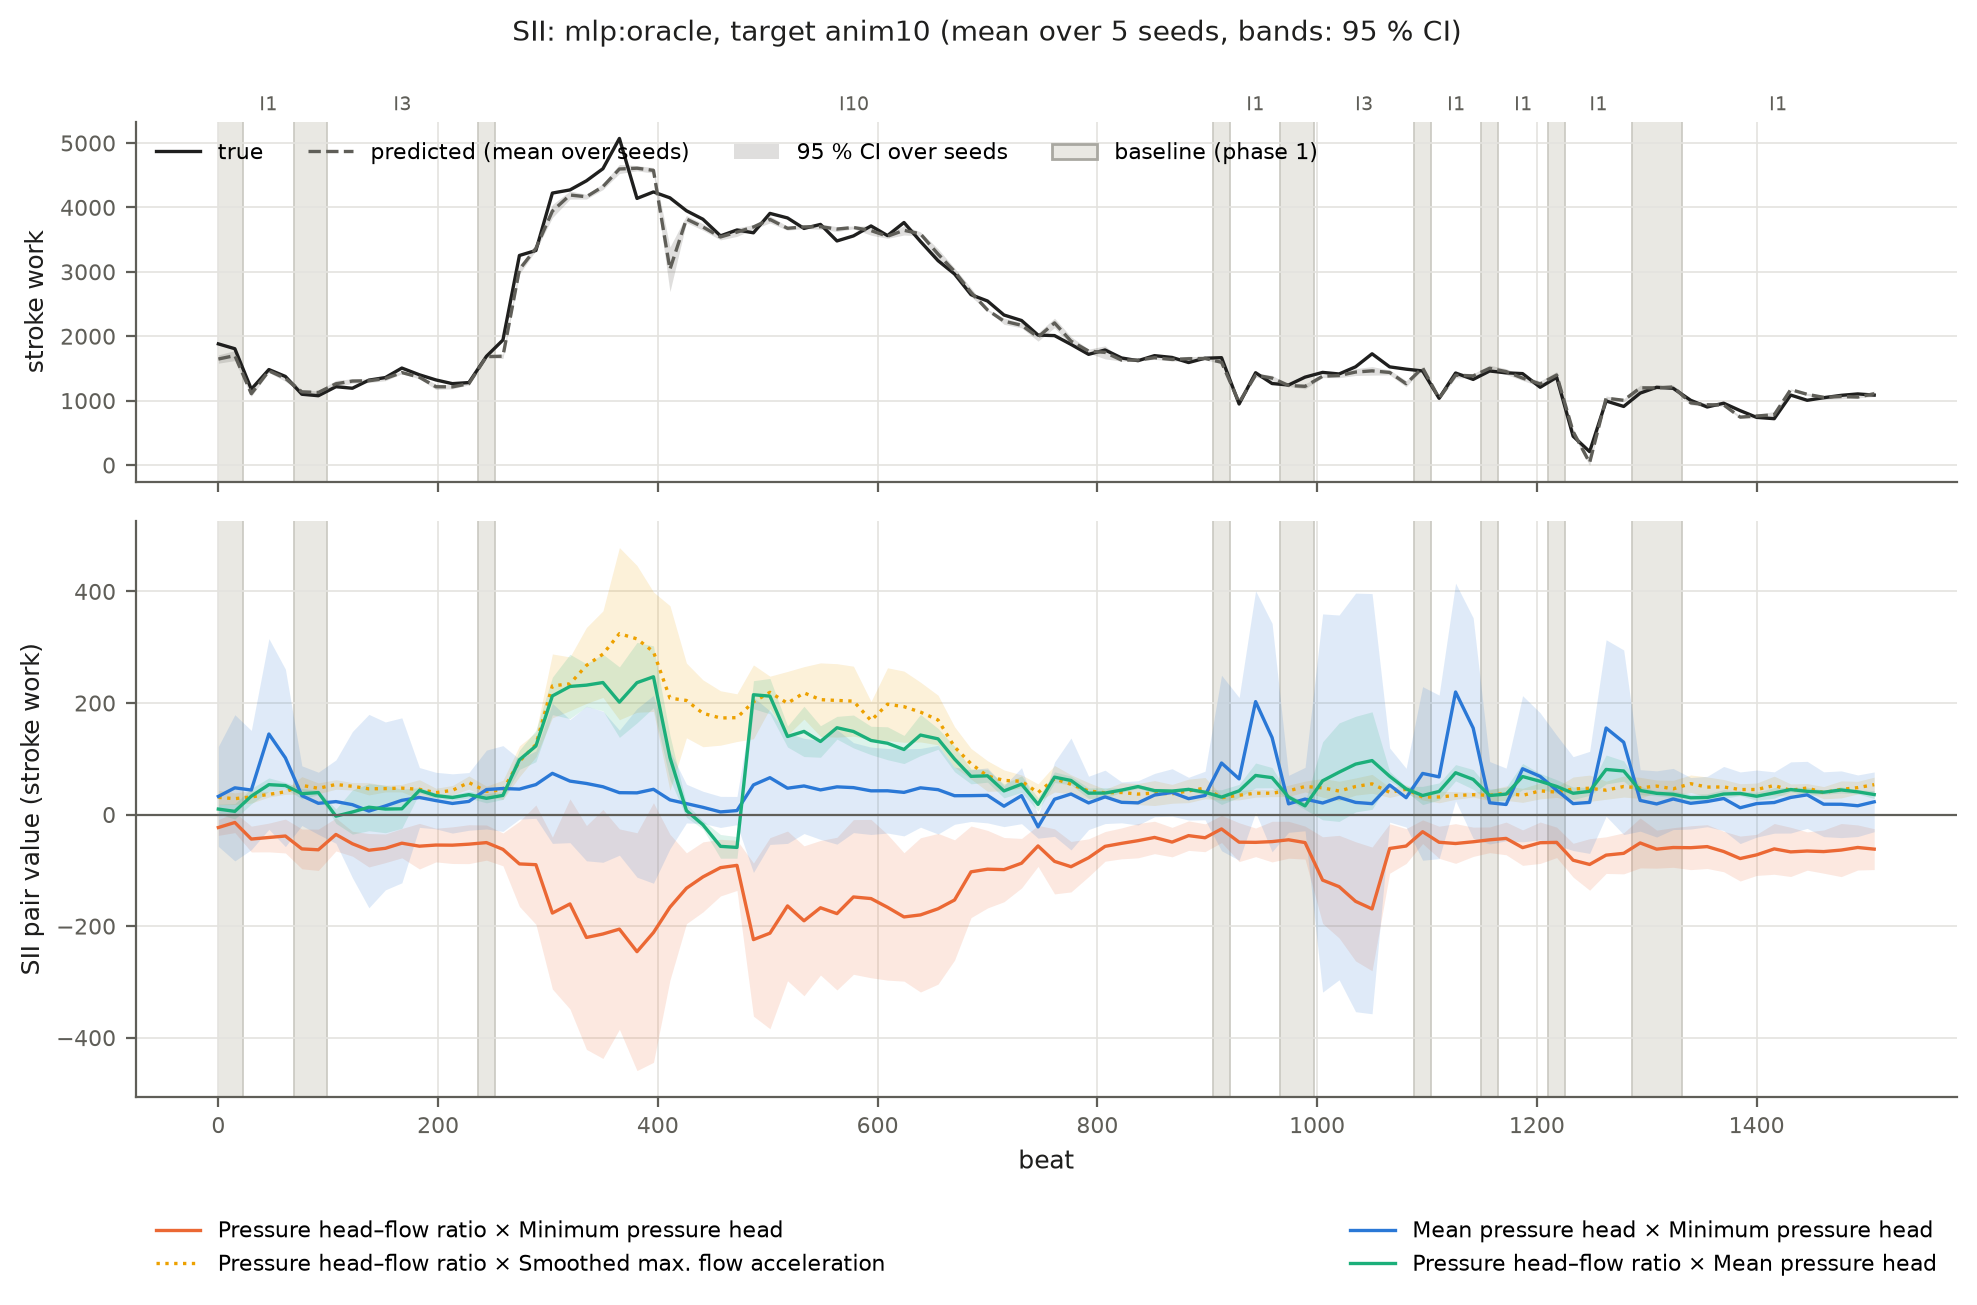 SII: mlp:oracle, target anim10 (mean over 5 seeds, bands: 95 % CI)
I1 I3 I10 I1 I3 I1 I1 I1 I1
true predicted (mean over seeds) 95 % CI over seeds baseline (phase 1)
stroke work
5000
4000
3000
2000
1000
0
SII pair value (stroke work)
400
200
0
−200
−400
0 200 400 600 800 1000 1200 1400
beat
Pressure head–flow ratio × Minimum pressure head
Pressure head–flow ratio × Smoothed max. flow acceleration
Mean pressure head × Minimum pressure head
Pressure head–flow ratio × Mean pressure head